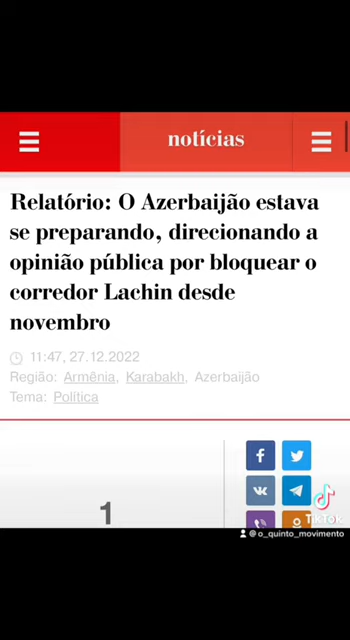 notícias
Relatório: O Azerbaijão estava
se preparando, direcionando a
opinião pública por bloquear o
corredor Lachin desde
novembro
11:47, 27.12.2022
Região: Armênia, Karabakh, Azerbaijão
Tema: Política
1
TikTok
@o_quinto_movimento